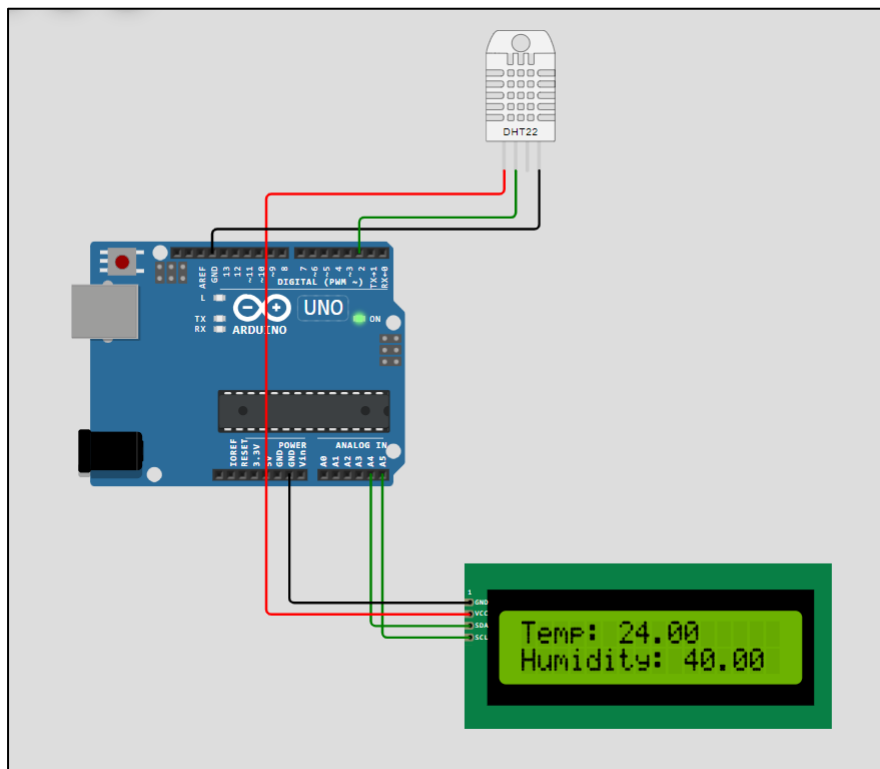 DHT22
AREF
GND
13
12
~11
~10
~9
8
7
~6
~5
4
~3
2
TX→1
RX←0
DIGITAL (PWM ~)
L
UNO
TX
RX
ON
ARDUINO
IOREF
RESET
3.3V
5V
GND
GND
Vin
POWER
ANALOG IN
A0
A1
A2
A3
A4
A5
1
GND
VCC
SDA
SCL
Temp: 24.00
Humidity: 40.00